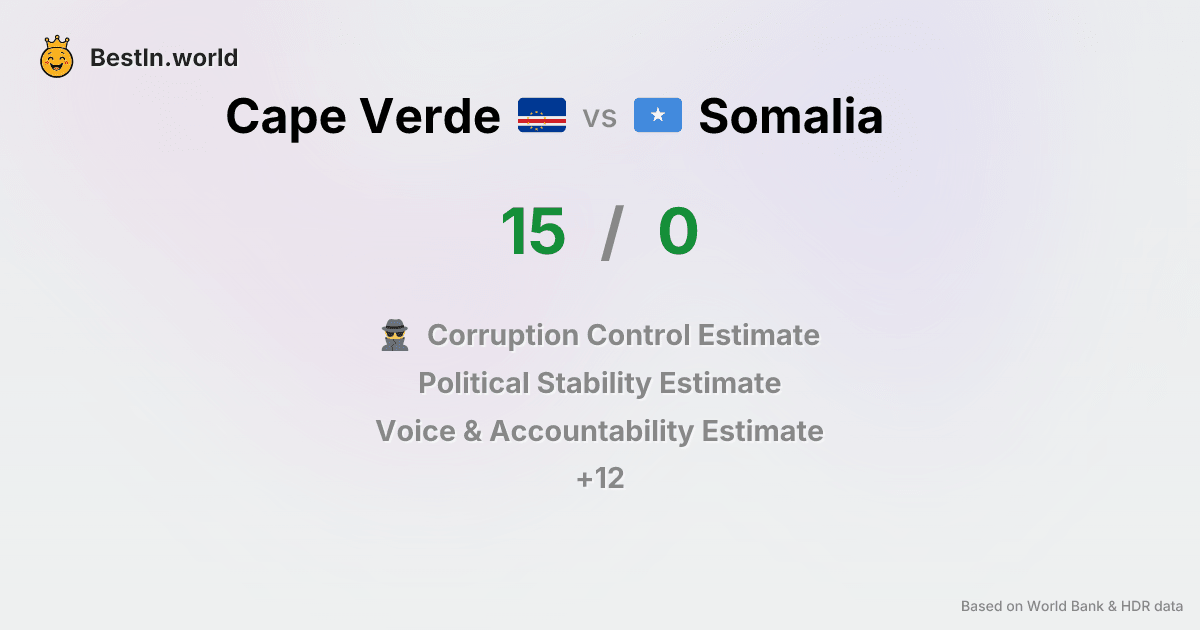 BestIn.world
Cape Verde vs Somalia
15 / 0
Corruption Control Estimate
Political Stability Estimate
Voice & Accountability Estimate
+12
Based on World Bank & HDR data